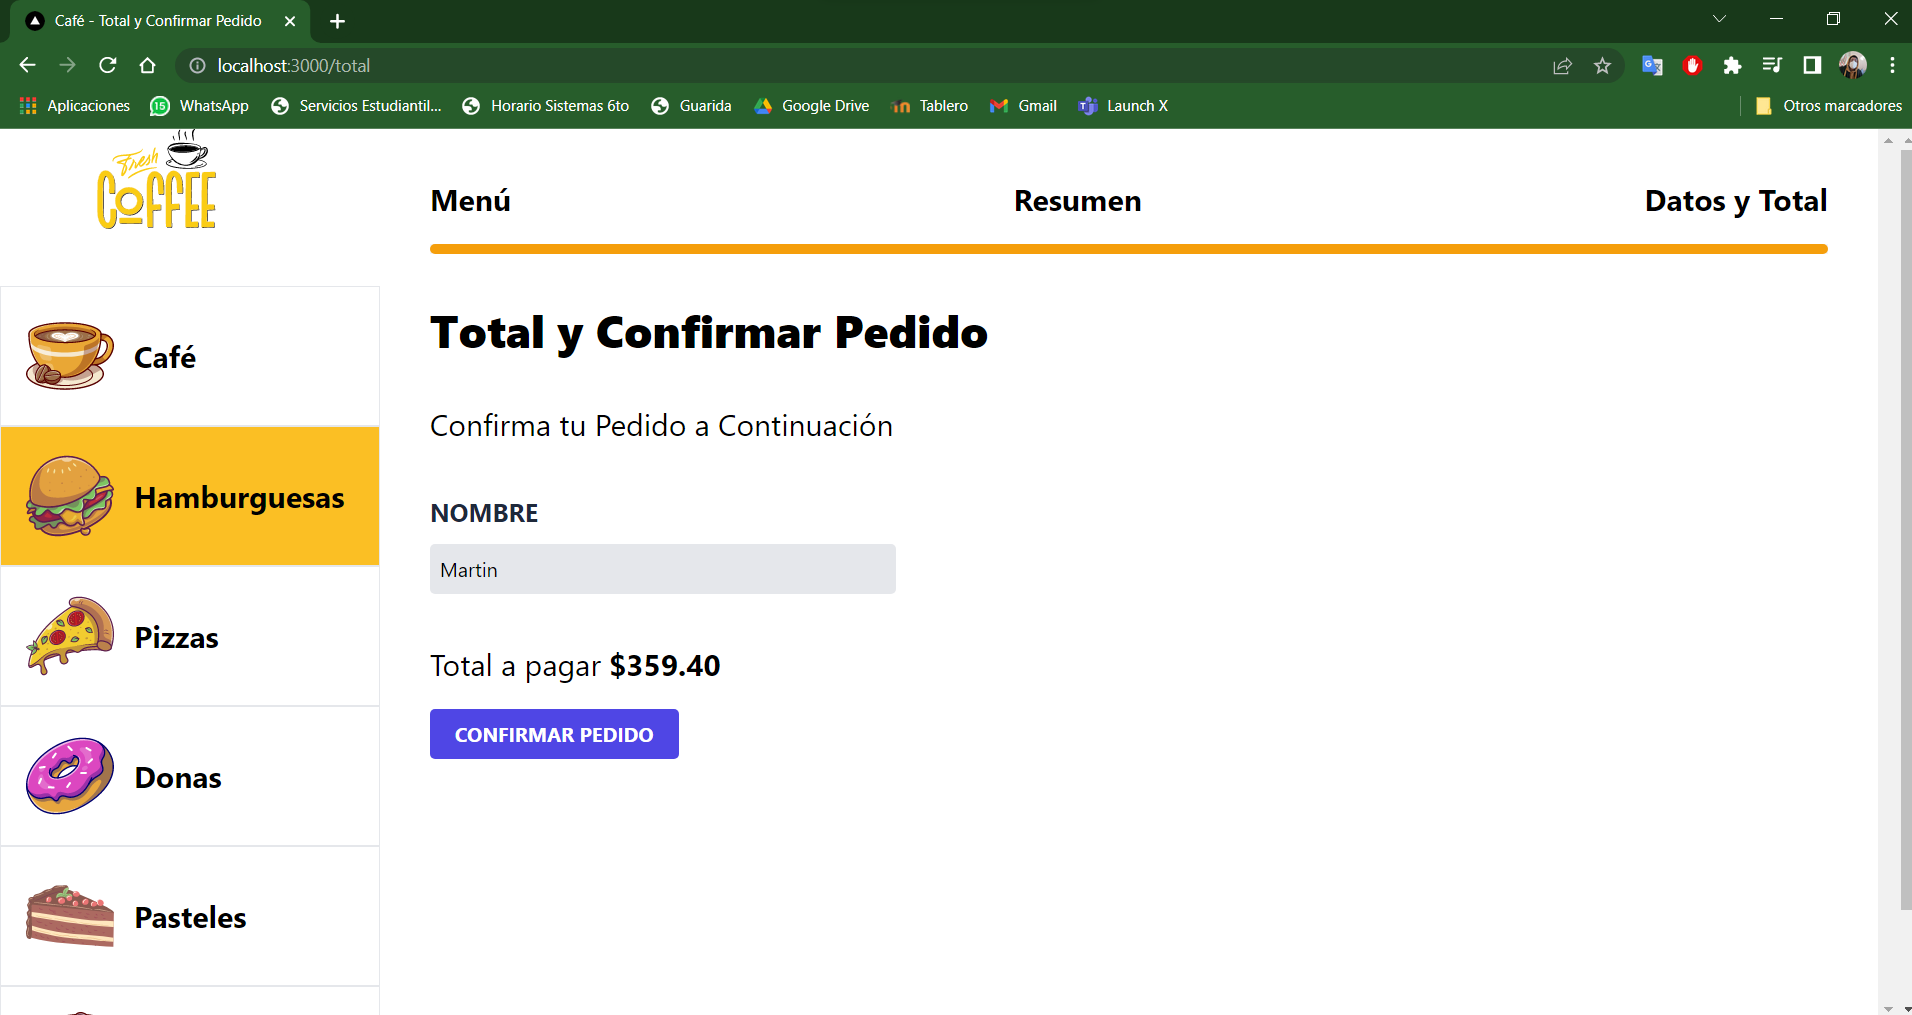 Café - Total y Confirmar Pedido
localhost:3000/total
Aplicaciones
15
WhatsApp
Servicios Estudiantil...
Horario Sistemas 6to
Guarida
Google Drive
Tablero
Gmail
Launch X
Otros marcadores
Fresh
COFFEE
Menú
Resumen
Datos y Total
Café
Hamburguesas
Pizzas
Donas
Pasteles
Total y Confirmar Pedido
Confirma tu Pedido a Continuación
NOMBRE
Martin
Total a pagar $359.40
CONFIRMAR PEDIDO